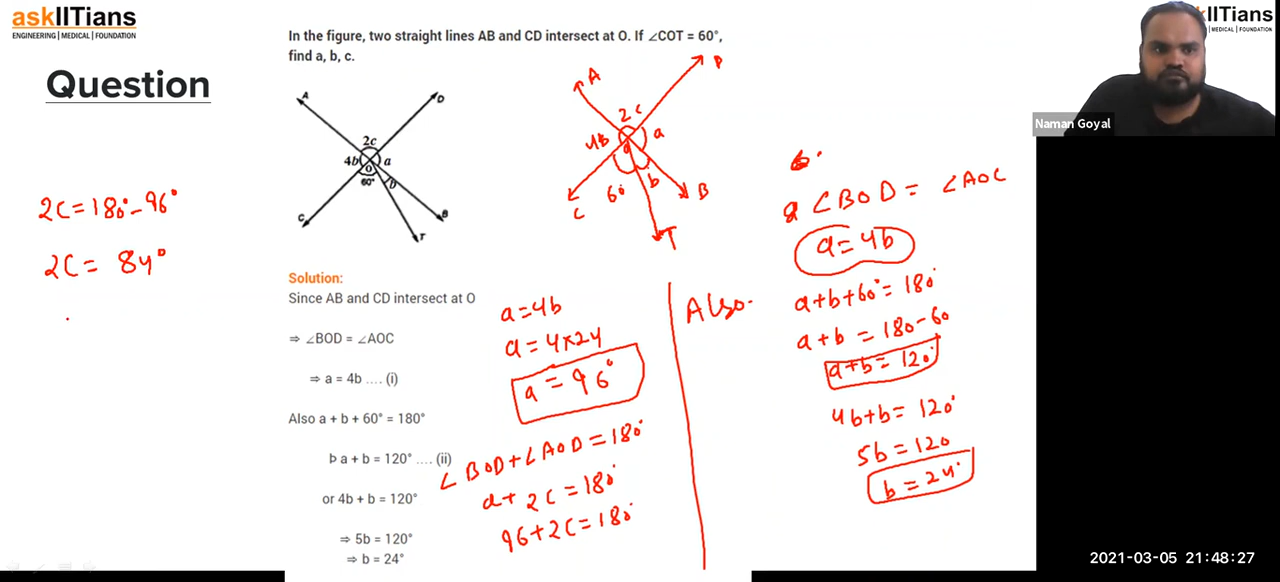 askIITians
ENGINEERING | MEDICAL | FOUNDATION
Question
In the figure, two straight lines AB and CD intersect at O. If ∠COT = 60°,
find a, b, c.
A
D
2c
4b
a
O
60°
b
C
B
T
Solution:
Since AB and CD intersect at O
⇒ ∠BOD = ∠AOC
⇒ a = 4b .... (i)
Also a + b + 60° = 180°
Þ a + b = 120° .... (ii)
or 4b + b = 120°
⇒ 5b = 120°
⇒ b = 24°
2C = 180° - 96°
2C = 84°
A
D
2C
4B
a
60°
b
C
B
T
a = 4b
a = 4×24
a = 96°
∠BOD + ∠AOD = 180°
a + 2C = 180°
96 + 2C = 180°
Also
∠BOD = ∠AOC
a = 4b
a + b + 60° = 180°
a + b = 180 - 60
a + b = 120°
4b + b = 120°
5b = 120
b = 24°
IITians
MEDICAL | FOUNDATION
Naman Goyal
2021-03-05 21:48:27